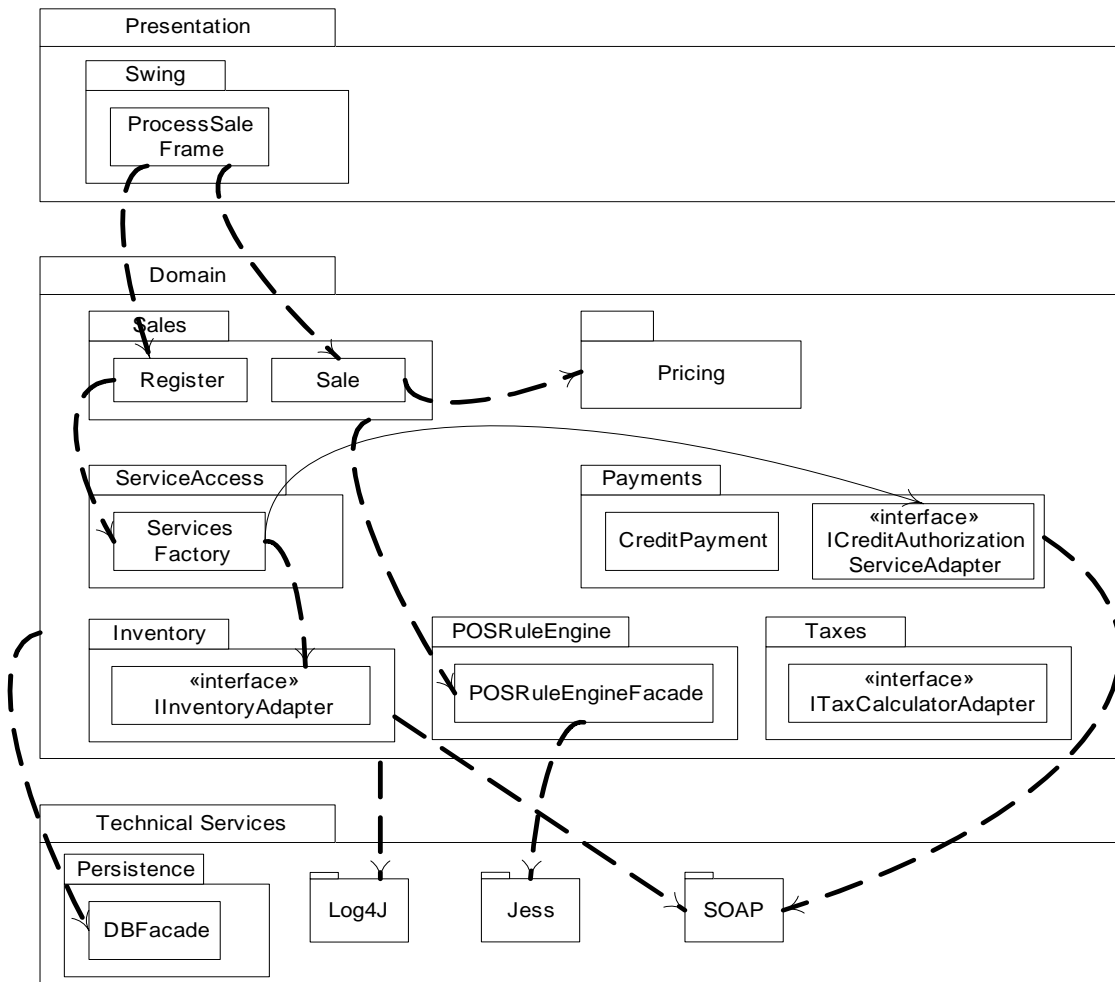 Presentation
Swing
ProcessSale
Frame
Domain
Sales
Register
Sale
Pricing
ServiceAccess
Services
Factory
Payments
CreditPayment
«interface»
ICreditAuthorization
ServiceAdapter
Inventory
«interface»
IInventoryAdapter
POSRuleEngine
POSRuleEngineFacade
Taxes
«interface»
ITaxCalculatorAdapter
Technical Services
Persistence
DBFacade
Log4J
Jess
SOAP